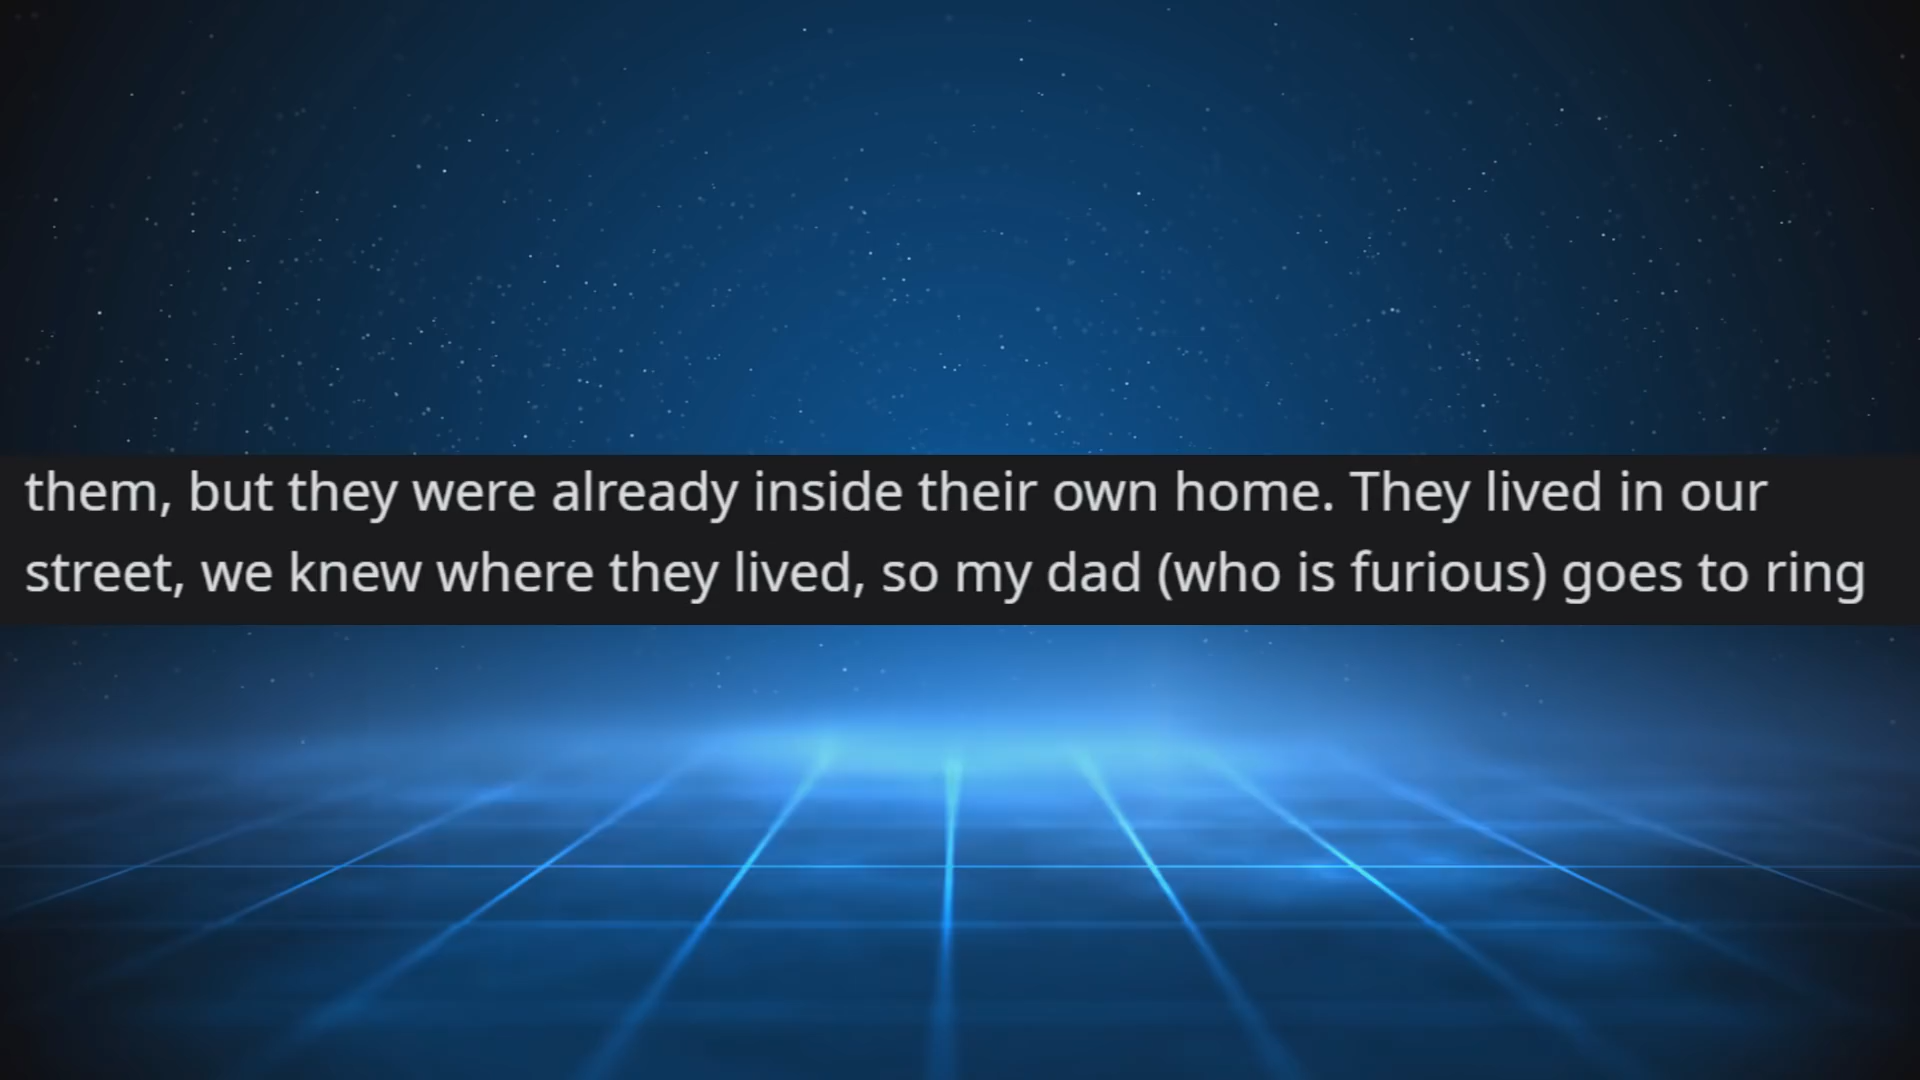 them, but they were already inside their own home. They lived in our
street, we knew where they lived, so my dad (who is furious) goes to ring